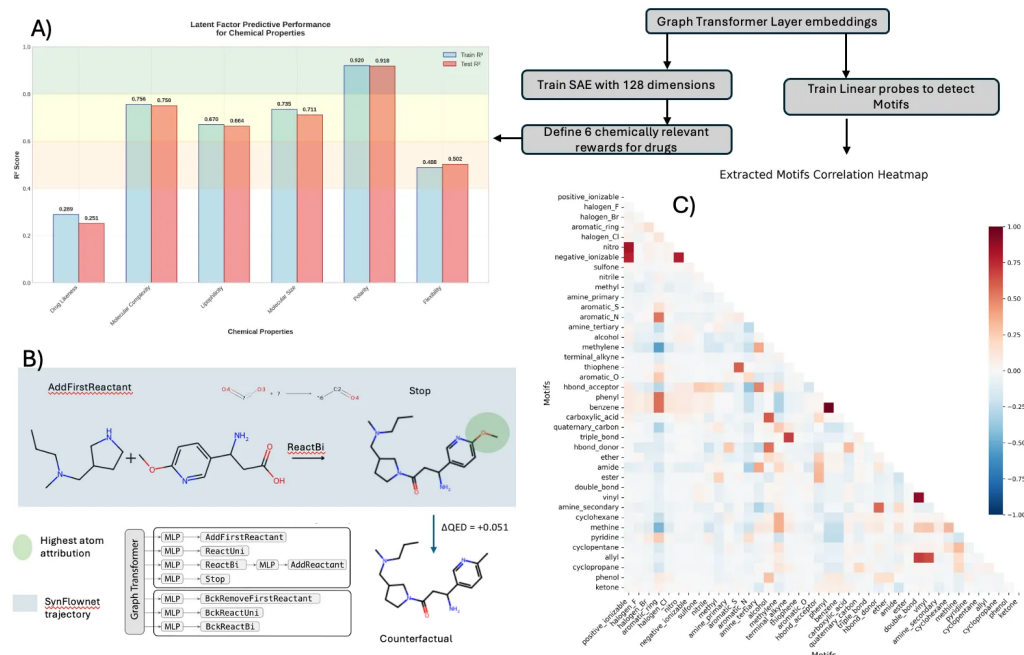 A)
Latent Factor Predictive Performance
for Chemical Properties
Train R²
Test R²
R² Score
1.0
0.8
0.6
0.4
0.2
0.0
0.289
0.251
0.756
0.750
0.670
0.664
0.735
0.711
0.920
0.918
0.488
0.502
Drug Likeness
Molecular Complexity
Lipophilicity
Molecular Size
Polarity
Flexibility
Chemical Properties
Graph Transformer Layer embeddings
Train SAE with 128 dimensions
Define 6 chemically relevant
rewards for drugs
Train Linear probes to detect
Motifs
B)
AddFirstReactant
Stop
ReactBi
NH
N
+
O
N
NH₂
O
OH
ΔQED = +0.051
Counterfactual
Highest atom
attribution
SynFlownet
trajectory
Graph Transformer
MLP AddFirstReactant
MLP ReactUni
MLP ReactBi MLP AddReactant
MLP Stop
MLP BckRemoveFirstReactant
MLP BckReactUni
MLP BckReactBi
Extracted Motifs Correlation Heatmap
C)
Motifs
positive_ionizable
halogen_F
halogen_Br
aromatic_ring
halogen_Cl
nitro
negative_ionizable
sulfone
nitrile
methyl
amine_primary
aromatic_S
aromatic_N
amine_tertiary
alcohol
methylene
terminal_alkyne
thiophene
aromatic_O
hbond_acceptor
phenyl
benzene
carboxylic_acid
quaternary_carbon
triple_bond
hbond_donor
ether
amide
ester
double_bond
vinyl
amine_secondary
cyclohexane
methine
pyridine
cyclopentane
allyl
cyclopropane
phenol
ketone
1.00
0.75
0.50
0.25
0.00
−0.25
−0.50
−0.75
−1.00